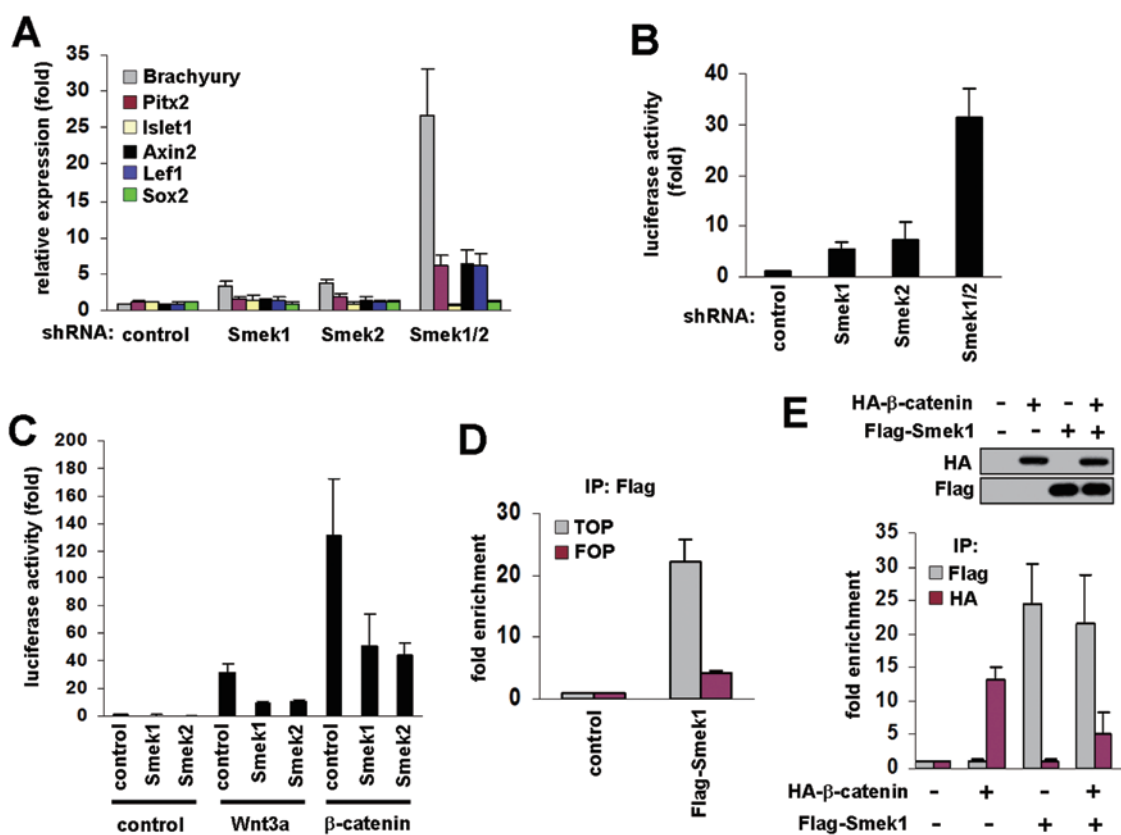 A
relative expression (fold)
35
30
25
20
15
10
5
0
Brachyury
Pitx2
Islet1
Axin2
Lef1
Sox2
shRNA: control Smek1 Smek2 Smek1/2
B
luciferase activity
(fold)
40
30
20
10
0
shRNA:
control
Smek1
Smek2
Smek1/2
C
luciferase activity (fold)
200
180
160
140
120
100
80
60
40
20
0
control
Smek1
Smek2
control
Smek1
Smek2
control
Smek1
Smek2
control Wnt3a β-catenin
D
IP: Flag
fold enrichment
30
20
10
0
TOP
FOP
control
Flag-Smek1
E
HA-β-catenin - + - +
Flag-Smek1 - - + +
HA
Flag
fold enrichment
35
30
25
20
15
10
5
0
IP:
Flag
HA
HA-β-catenin - + - +
Flag-Smek1 - - + +